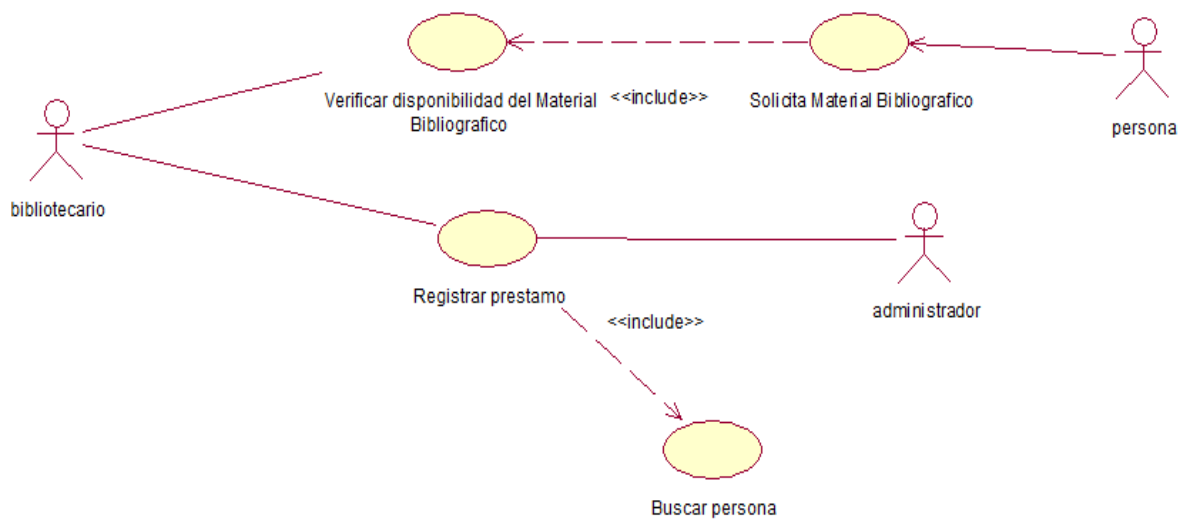 Verificar disponibilidad del Material
Bibliografico
<<include>>
Solicita Material Bibliografico
persona
bibliotecario
Registrar prestamo
administrador
<<include>>
Buscar persona